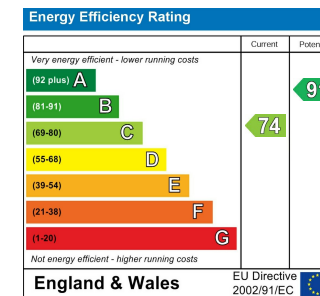 Energy Efficiency Rating
Current
Very energy efficient - lower running costs
(92 plus) A
(81-91) B
(69-80) C
74
(55-68) D
(39-54) E
(21-38) F
(1-20) G
Not energy efficient - higher running costs
England & Wales
EU Directive
2002/91/EC